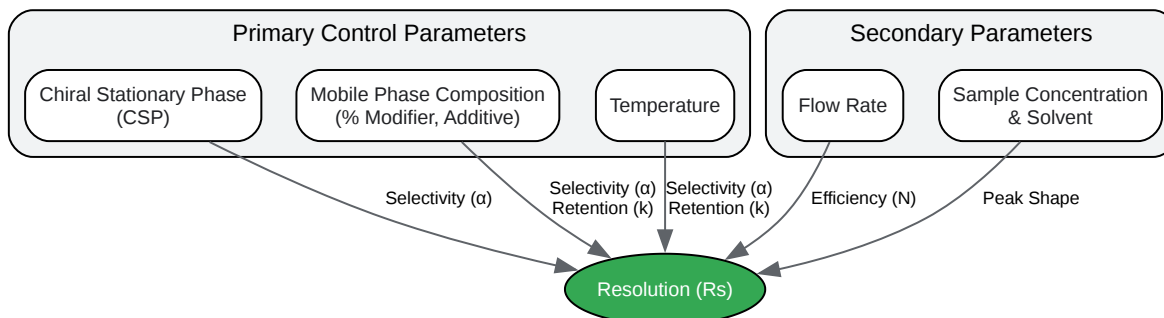 Primary Control Parameters
Secondary Parameters
Chiral Stationary Phase
(CSP)
Mobile Phase Composition
(% Modifier, Additive)
Temperature
Flow Rate
Sample Concentration
& Solvent
Selectivity (α)
Selectivity (α)
Retention (k)
Selectivity (α)
Retention (k)
Efficiency (N)
Peak Shape
Resolution (Rs)